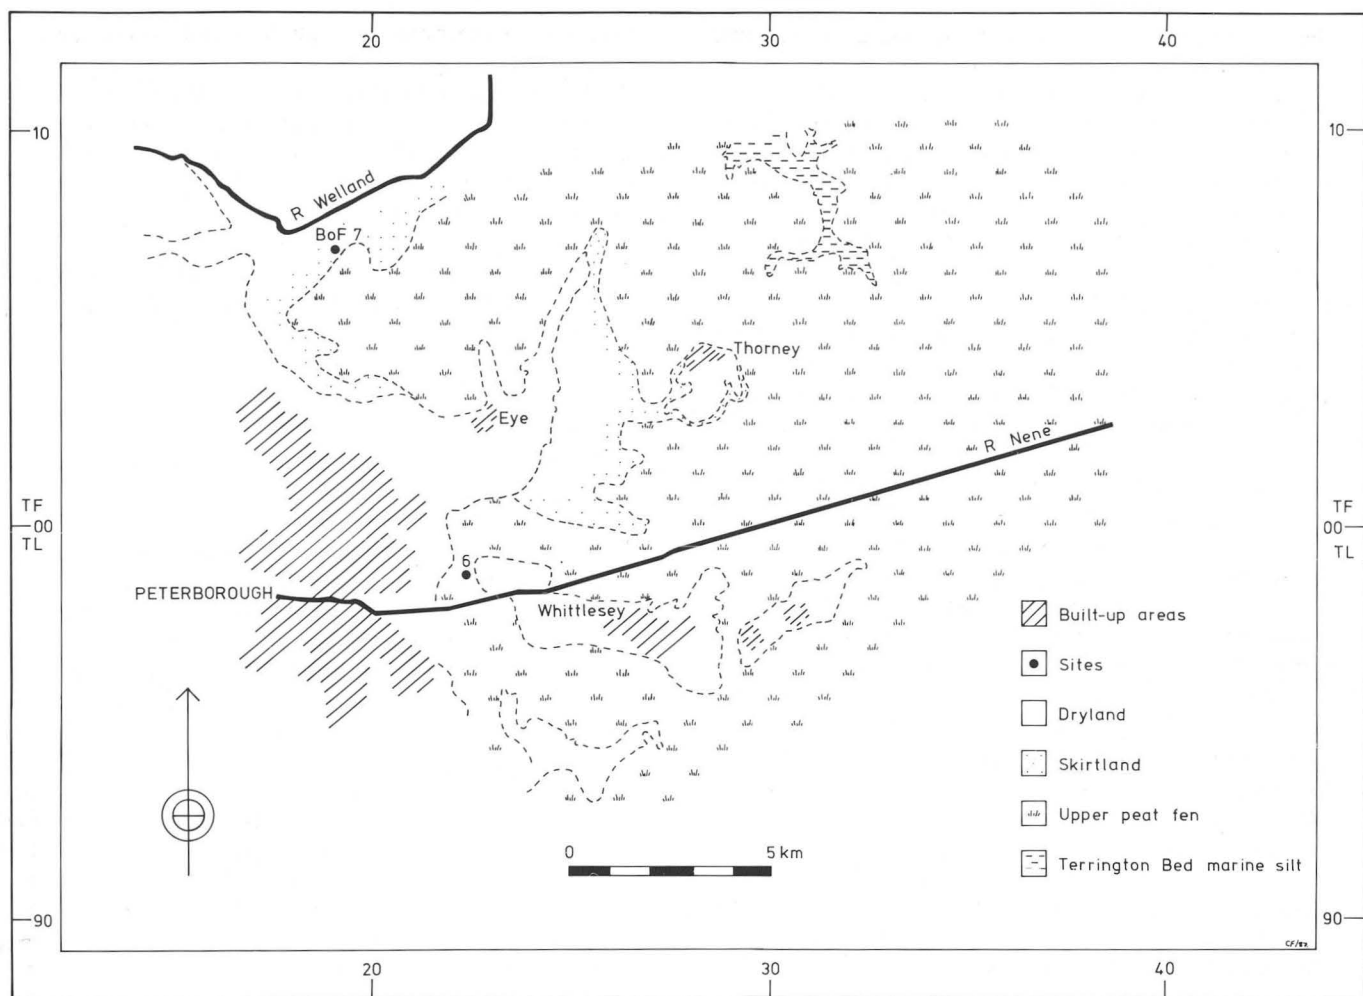 20
30
40
10
10
R Welland
BoF 7
Thorney
Eye
R Nene
TF
00
TL
TF
00
TL
6
PETERBOROUGH
Whittlesey
Built-up areas
Sites
Dryland
Skirtland
Upper peat fen
Terrington Bed marine silt
0
5 km
90
90
20
30
40